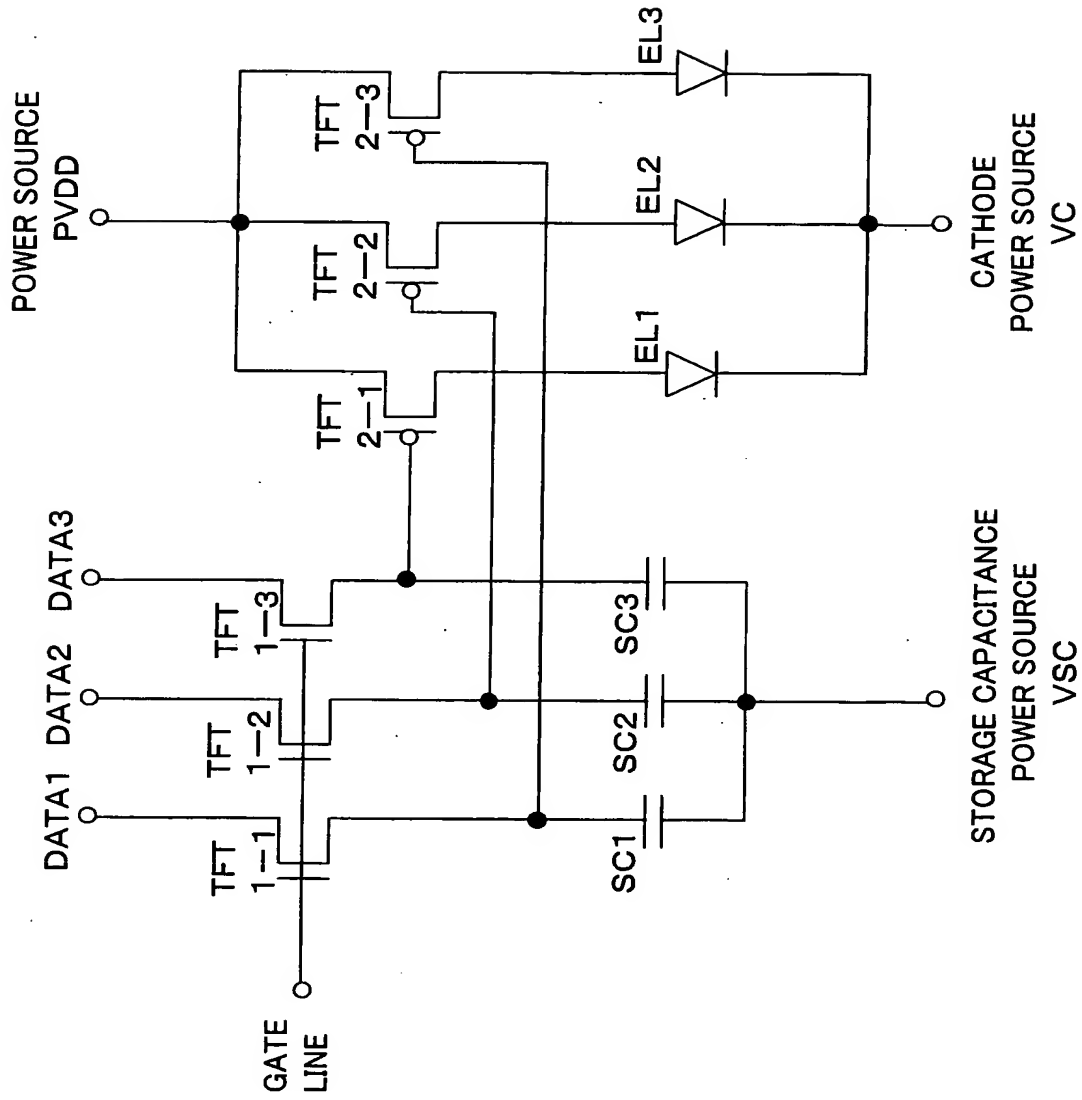 POWER SOURCE
PVDD
DATA1
DATA2
DATA3
TFT
1—1
TFT
1—2
TFT
1—3
TFT
2—1
TFT
2—2
TFT
2—3
GATE
LINE
SC1
SC2
SC3
EL1
EL2
EL3
STORAGE CAPACITANCE
POWER SOURCE
VSC
CATHODE
POWER SOURCE
VC